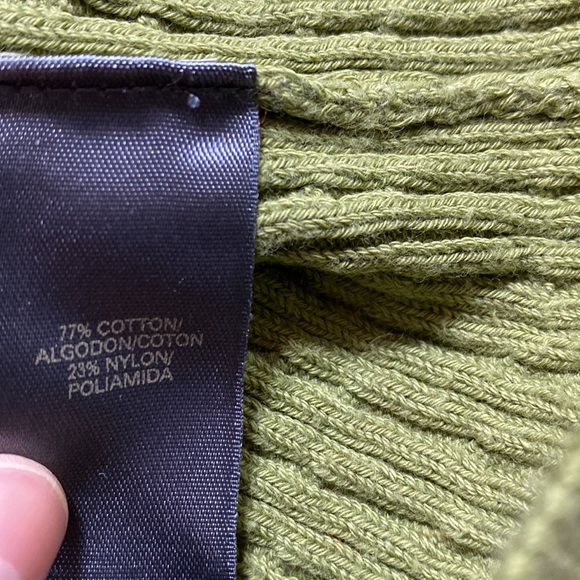 77% COTTON/
ALGODON/COTON
23% NYLON/
POLIAMIDA